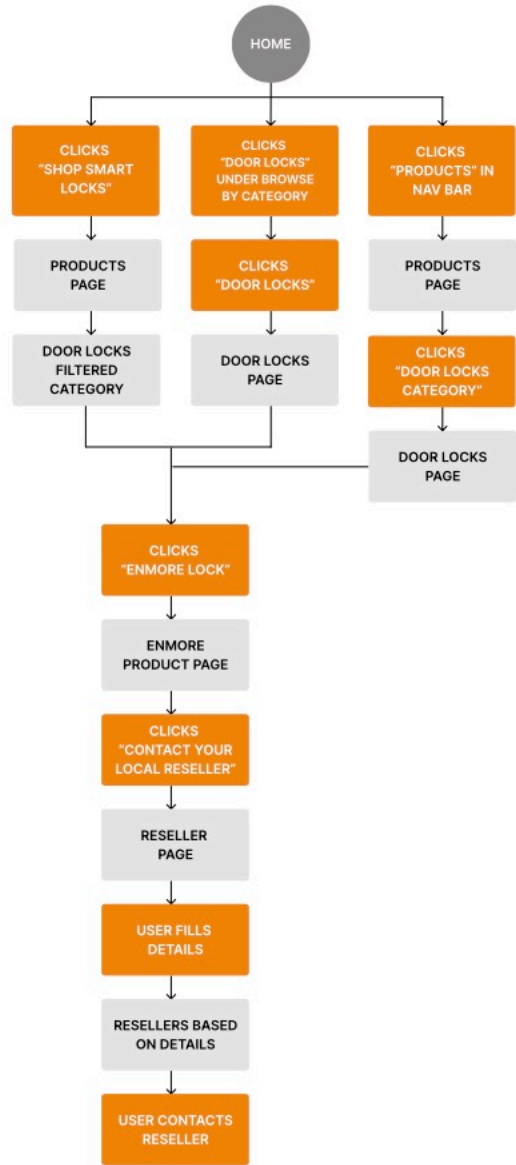 HOME
CLICKS
"SHOP SMART
LOCKS"
PRODUCTS
PAGE
DOOR LOCKS
FILTERED
CATEGORY
CLICKS
"DOOR LOCKS"
UNDER BROWSE
BY CATEGORY
CLICKS
"DOOR LOCKS"
DOOR LOCKS
PAGE
CLICKS
"PRODUCTS" IN
NAV BAR
PRODUCTS
PAGE
CLICKS
"DOOR LOCKS
CATEGORY"
DOOR LOCKS
PAGE
CLICKS
"ENMORE LOCK"
ENMORE
PRODUCT PAGE
CLICKS
"CONTACT YOUR
LOCAL RESELLER"
RESELLER
PAGE
USER FILLS
DETAILS
RESELLERS BASED
ON DETAILS
USER CONTACTS
RESELLER